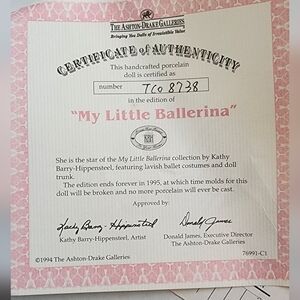 THE ASHTON-DRAKE GALLERIES
Bringing You Dolls of Irresistible Value
CERTIFICATE of AUTHENTICITY
This handcrafted porcelain
doll is certified as
number TCO 8738
in the edition of
"My Little Ballerina"
She is the star of the My Little Ballerina collection by Kathy
Barry-Hippensteel, featuring lavish ballet costumes and doll
trunk.
The edition ends forever in 1995, at which time molds for this
doll will be broken and no more porcelain will ever be cast.
Approved by:
Kathy Barry-Hippensteel Donald James
Kathy Barry-Hippensteel, Artist Donald James, Executive Director
The Ashton-Drake Galleries
©1994 The Ashton-Drake Galleries 76991-C1